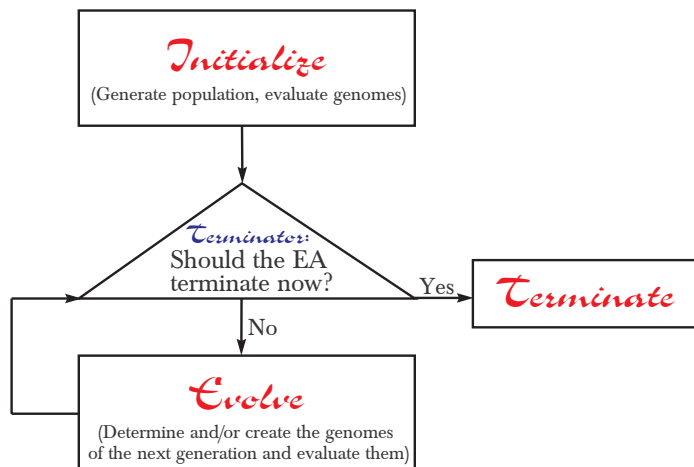 Initialize
(Generate population, evaluate genomes)
Terminator:
Should the EA
terminate now?
Yes
Terminate
No
Evolve
(Determine and/or create the genomes
of the next generation and evaluate them)